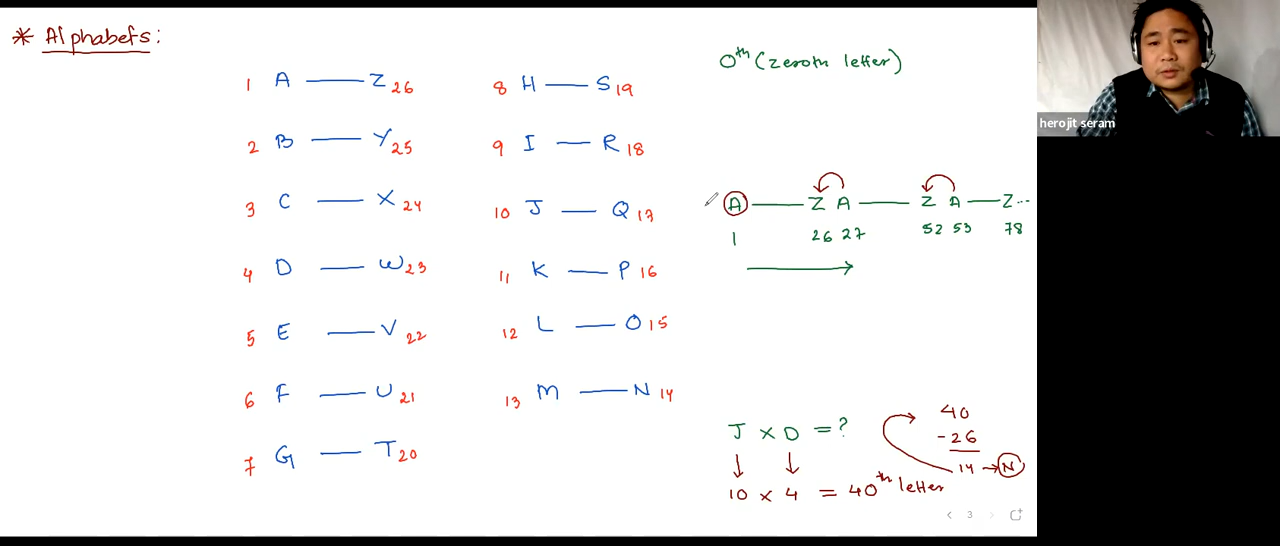 * Alphabets:
1 A — Z 26
2 B — Y 25
3 C — X 24
4 D — W 23
5 E — V 22
6 F — U 21
7 G — T 20
8 H — S 19
9 I — R 18
10 J — Q 17
11 K — P 16
12 L — O 15
13 M — N 14
0th (zeroth letter)
A — Z A — Z A — Z...
1 26 27 52 53 78
J × D = ?
10 × 4 = 40th letter
40
-26
14 → N
herojit seram
3